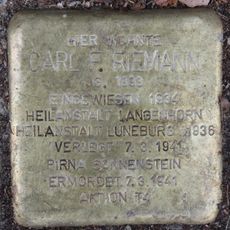 HIER WOHNTE
CARL F. RIEMANN
JG.
EINGEWIESEN 1934
HEILANSTALT LANGENHORN
HEILANSTALT LÜNEBURG 1936
VERLEGT 7.3.1941
PIRNA SONNENSTEIN
ERMORDET 7.3.1941
AKTION T4